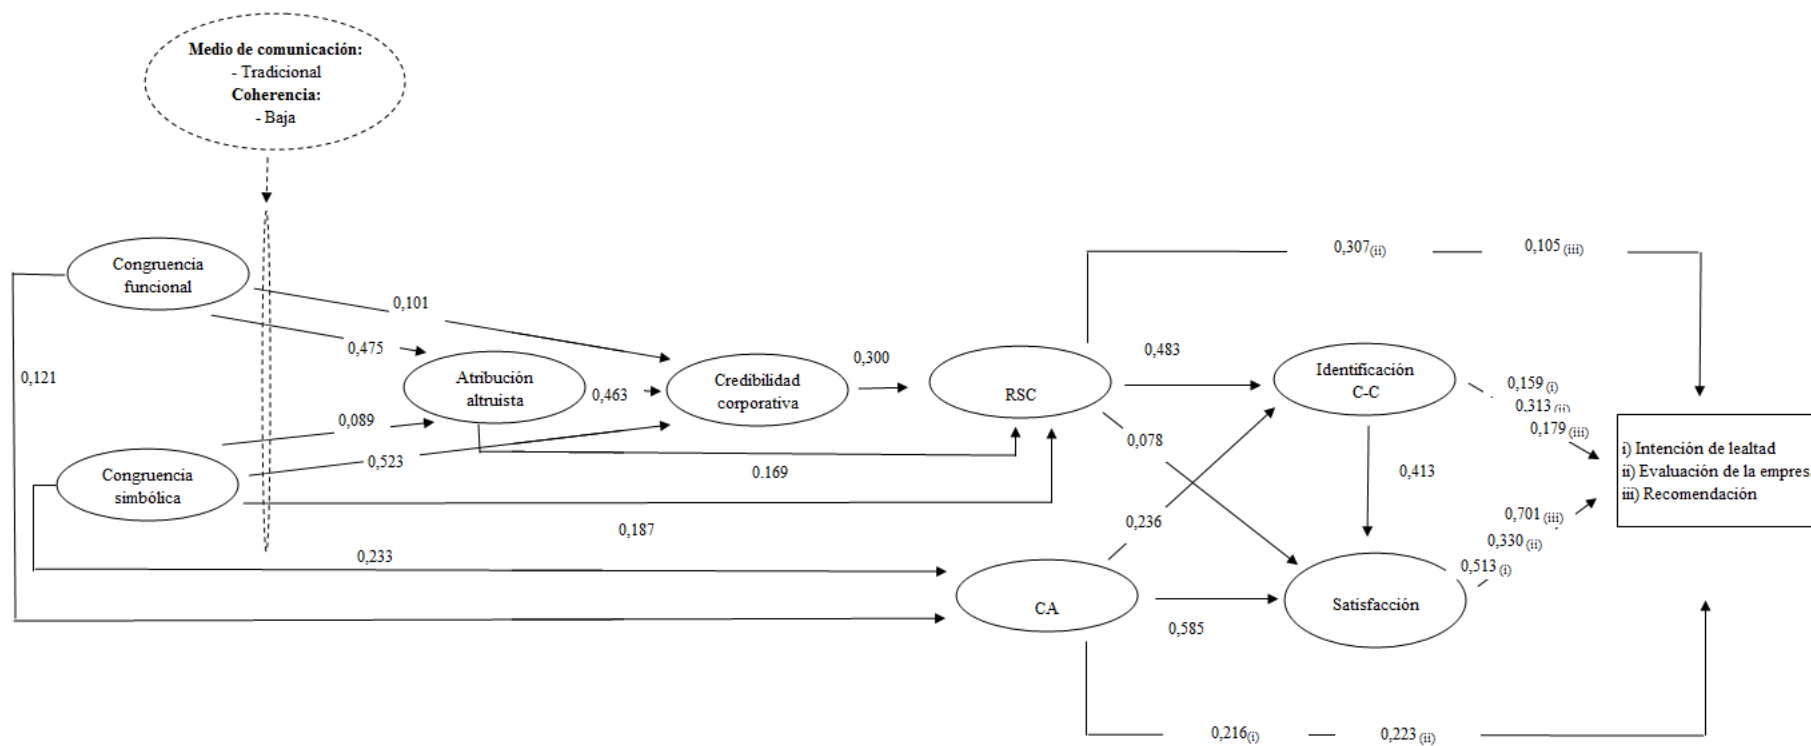 Medio de comunicación:
- Tradicional
Coherencia:
- Baja
Congruencia
funcional
0,101
0,475
0,121
Atribución
altruista
0,463
Credibilidad
corporativa
0,300
RSC
0,307(ii)
0,105(iii)
0,483
Identificación
C-C
0,159(i)
0,313(ii)
0,179(iii)
0,089
0,523
0.169
0,078
0,413
Congruencia
simbólica
0,187
0,233
0,236
i) Intención de lealtad
ii) Evaluación de la empresa
iii) Recomendación
0,701(iii)
0,330(ii)
0,513(i)
CA
0,585
Satisfacción
0,216(i)
0,223(ii)